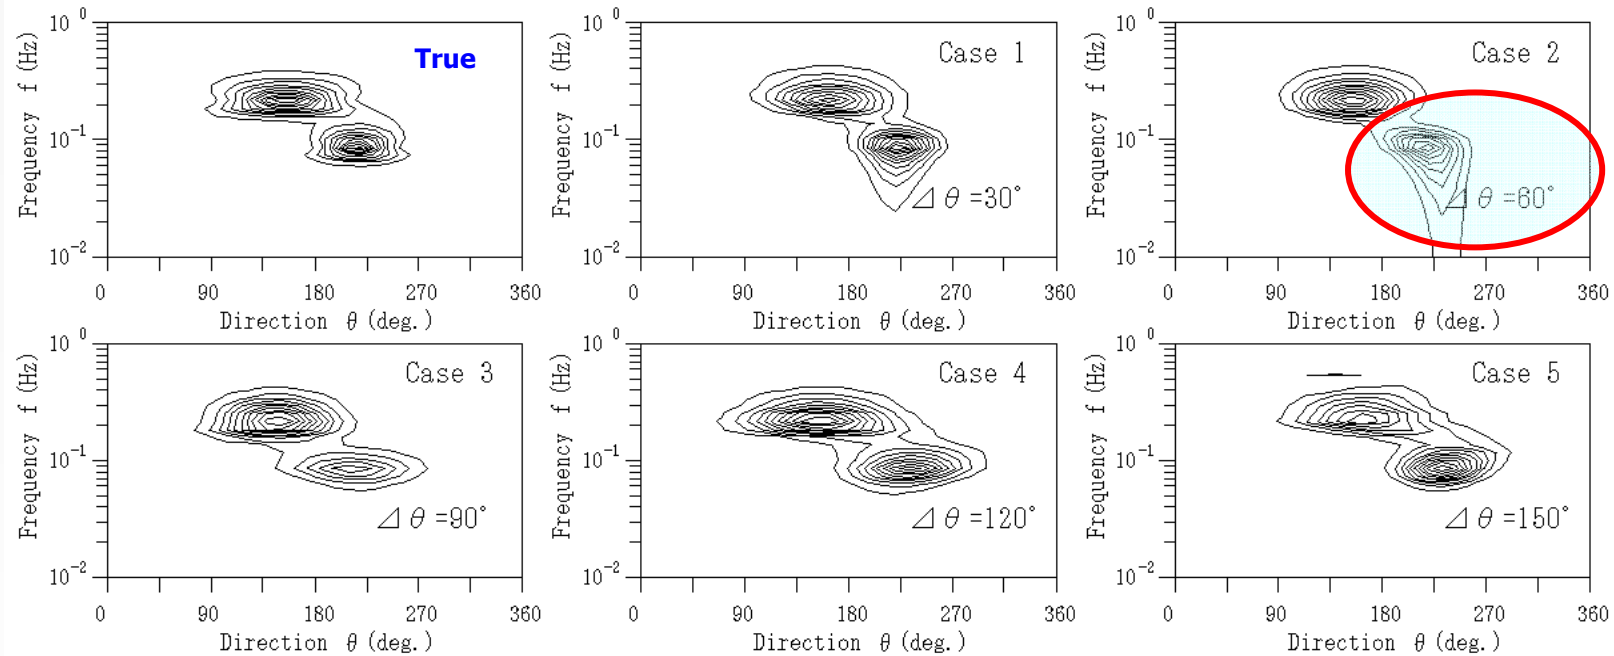 Frequency f (Hz)
10^0
10^-1
10^-2
True
0 90 180 270 360
Direction θ (deg.)
Frequency f (Hz)
10^0
10^-1
10^-2
Case 1
⊿θ=30°
0 90 180 270 360
Direction θ (deg.)
Frequency f (Hz)
10^0
10^-1
10^-2
Case 2
⊿θ=60°
0 90 180 270 360
Direction θ (deg.)
Frequency f (Hz)
10^0
10^-1
10^-2
Case 3
⊿θ=90°
0 90 180 270 360
Direction θ (deg.)
Frequency f (Hz)
10^0
10^-1
10^-2
Case 4
⊿θ=120°
0 90 180 270 360
Direction θ (deg.)
Frequency f (Hz)
10^0
10^-1
10^-2
Case 5
⊿θ=150°
0 90 180 270 360
Direction θ (deg.)